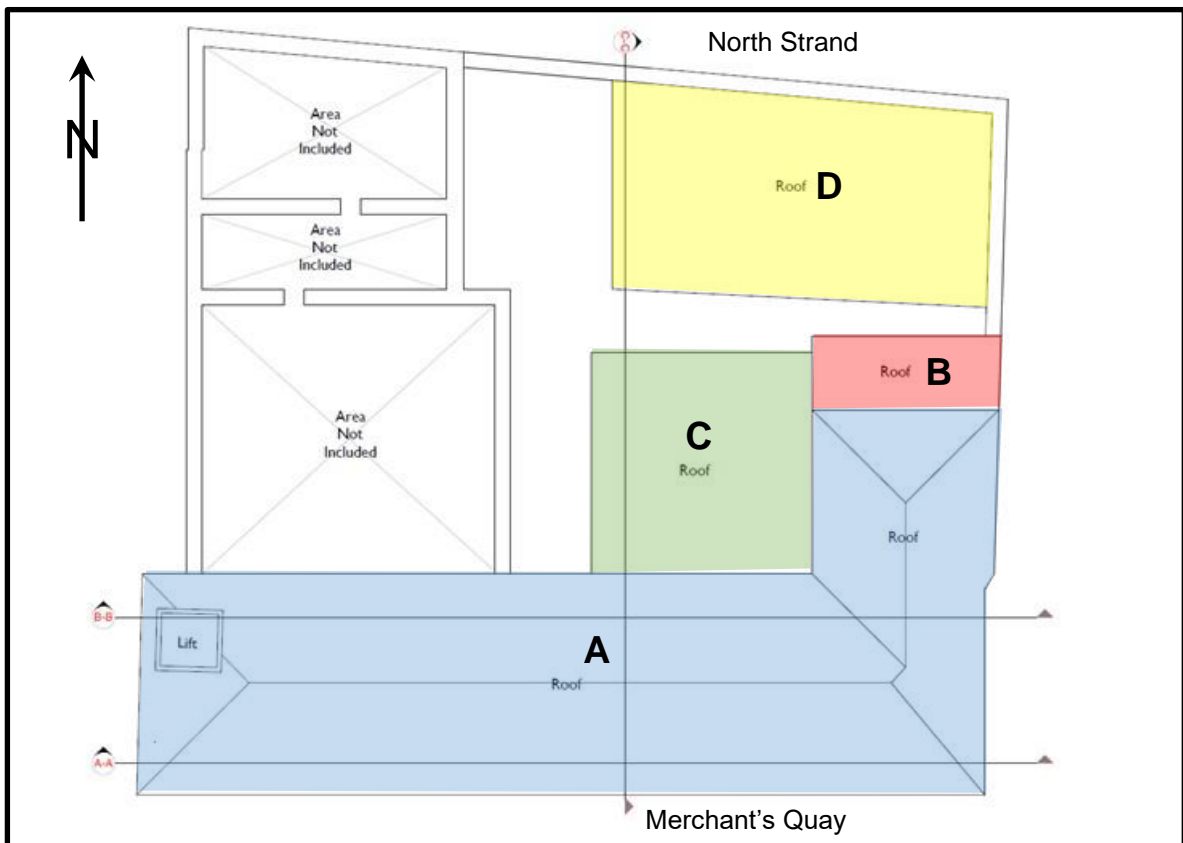 North Strand
C-C
N
Area
Not
Included
Roof D
Area
Not
Included
Roof B
Area
Not
Included
C
Roof
Roof
B-B
Lift
A
Roof
A-A
Merchant's Quay